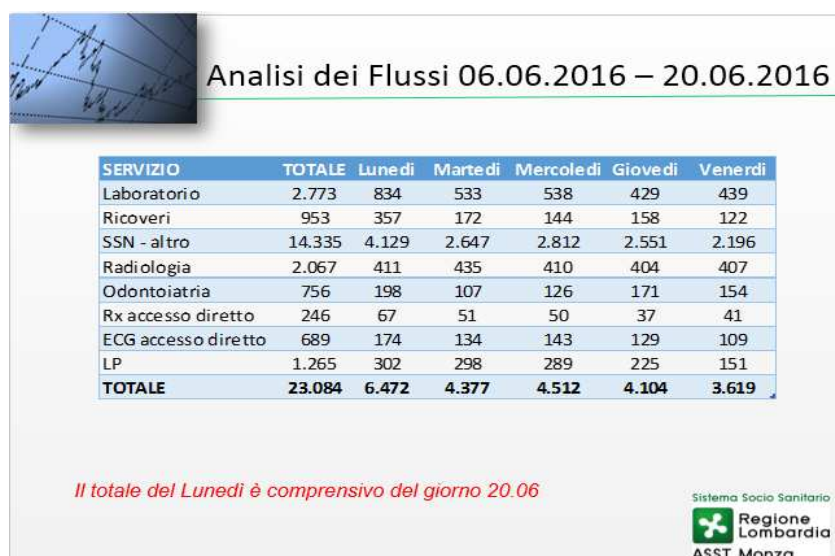 Analisi dei Flussi 06.06.2016 – 20.06.2016
SERVIZIO TOTALE Lunedi Martedi Mercoledi Giovedi Venerdi
Laboratorio 2.773 834 533 538 429 439
Ricoveri 953 357 172 144 158 122
SSN - altro 14.335 4.129 2.647 2.812 2.551 2.196
Radiologia 2.067 411 435 410 404 407
Odontoiatria 756 198 107 126 171 154
Rx accesso diretto 246 67 51 50 37 41
ECG accesso diretto 689 174 134 143 129 109
LP 1.265 302 298 289 225 151
TOTALE 23.084 6.472 4.377 4.512 4.104 3.619
Il totale del Lunedì è comprensivo del giorno 20.06
Sistema Socio Sanitario
Regione
Lombardia
ASST Monza